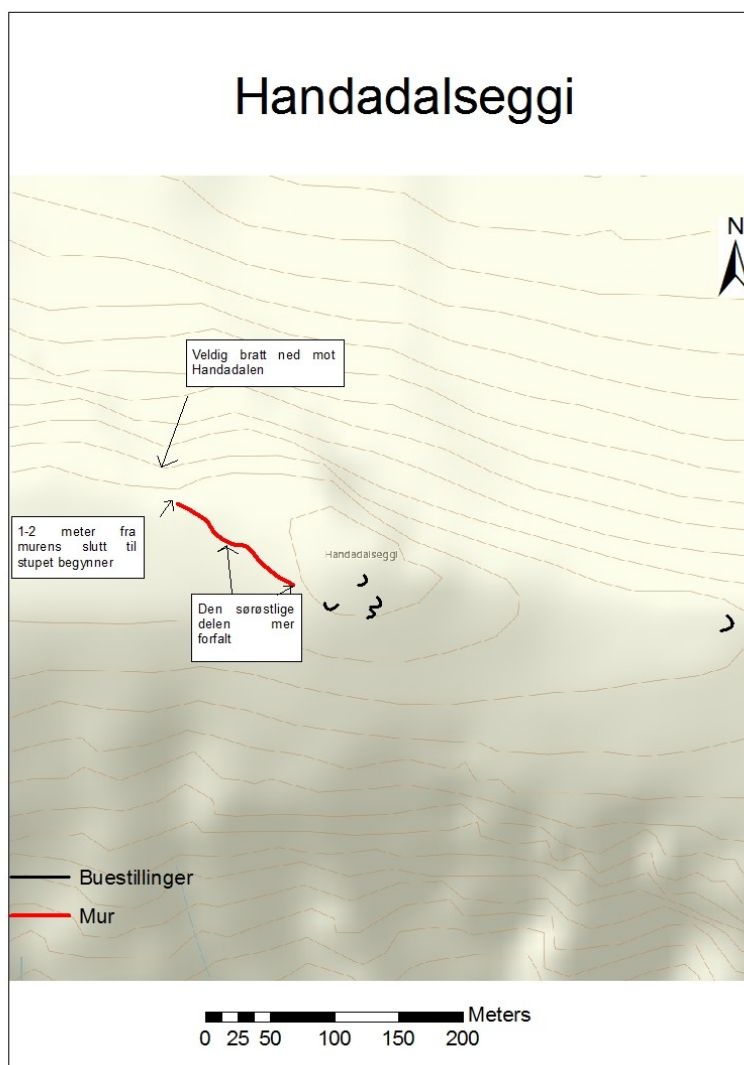 Handadalseggi
N
Veldig bratt ned mot
Handadalen
1-2 meter fra
murens slutt til
stupet begynner
Handadalseggi
Den sørøstlige
delen mer
forfalt
Buestillinger
Mur
Meters
0 25 50 100 150 200